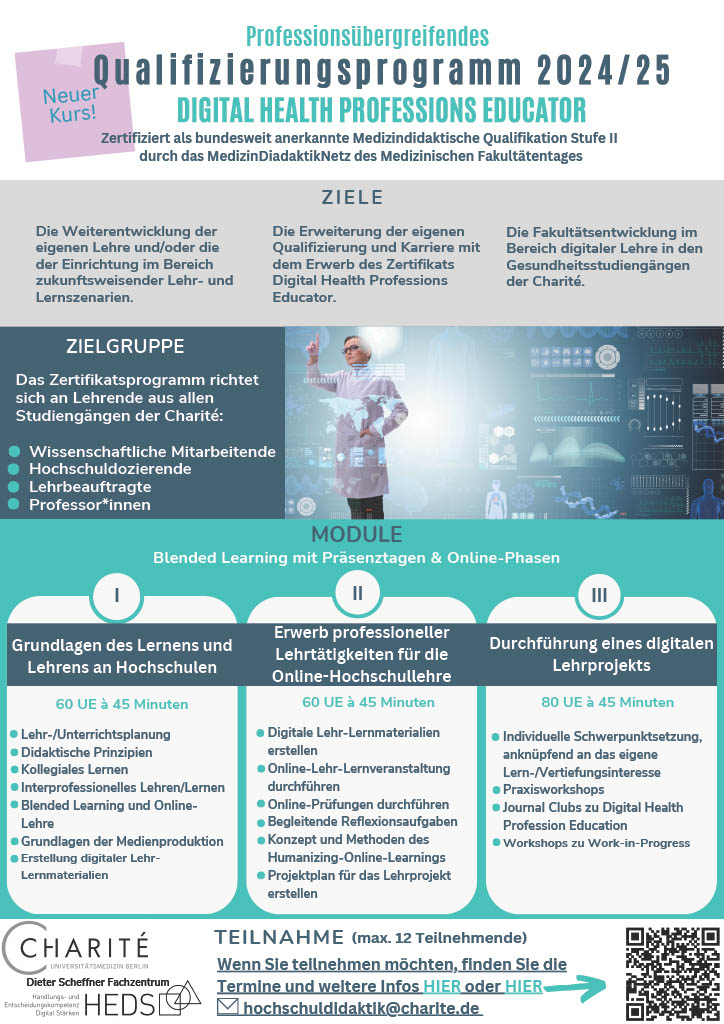 Professionsübergreifendes
Qualifizierungsprogramm 2024/25
Neuer
Kurs!
DIGITAL HEALTH PROFESSIONS EDUCATOR
Zertifiziert als bundesweit anerkannte Medizindidaktische Qualifikation Stufe II
durch das MedizinDiadaktikNetz des Medizinischen Fakultätentages
ZIELE
Die Weiterentwicklung der
eigenen Lehre und/oder die
der Einrichtung im Bereich
zukunftsweisender Lehr- und
Lernszenarien.
Die Erweiterung der eigenen
Qualifizierung und Karriere mit
dem Erwerb des Zertifikats
Digital Health Professions
Educator.
Die Fakultätsentwicklung im
Bereich digitaler Lehre in den
Gesundheitsstudiengängen
der Charité.
ZIELGRUPPE
Das Zertifikatsprogramm richtet
sich an Lehrende aus allen
Studiengängen der Charité:
Wissenschaftliche Mitarbeitende
Hochschuldozierende
Lehrbeauftragte
Professor*innen
MODULE
Blended Learning mit Präsenztagen & Online-Phasen
I
Grundlagen des Lernens und
Lehrens an Hochschulen
60 UE à 45 Minuten
Lehr-/Unterrichtsplanung
Didaktische Prinzipien
Kollegiales Lernen
Interprofessionelles Lehren/Lernen
Blended Learning und Online-
Lehre
Grundlagen der Medienproduktion
Erstellung digitaler Lehr-
Lernmaterialien
II
Erwerb professioneller
Lehrtätigkeiten für die
Online-Hochschullehre
60 UE à 45 Minuten
Digitale Lehr-Lernmaterialien
erstellen
Online-Lehr-Lernveranstaltung
durchführen
Online-Prüfungen durchführen
Begleitende Reflexionsaufgaben
Konzept und Methoden des
Humanizing-Online-Learnings
Projektplan für das Lehrprojekt
erstellen
III
Durchführung eines digitalen
Lehrprojekts
80 UE à 45 Minuten
Individuelle Schwerpunktsetzung,
anknüpfend an das eigene
Lern-/Vertiefungsinteresse
Praxisworkshops
Journal Clubs zu Digital Health
Profession Education
Workshops zu Work-in-Progress
CHARITÉ
UNIVERSITÄTSMEDIZIN BERLIN
Dieter Scheffner Fachzentrum
Handlungs- und
Entscheidungskompetenz
Digital Stärken
HEDS
TEILNAHME (max. 12 Teilnehmende)
Wenn Sie teilnehmen möchten, finden Sie die
Termine und weitere Infos HIER oder HIER
hochschuldidaktik@charite.de